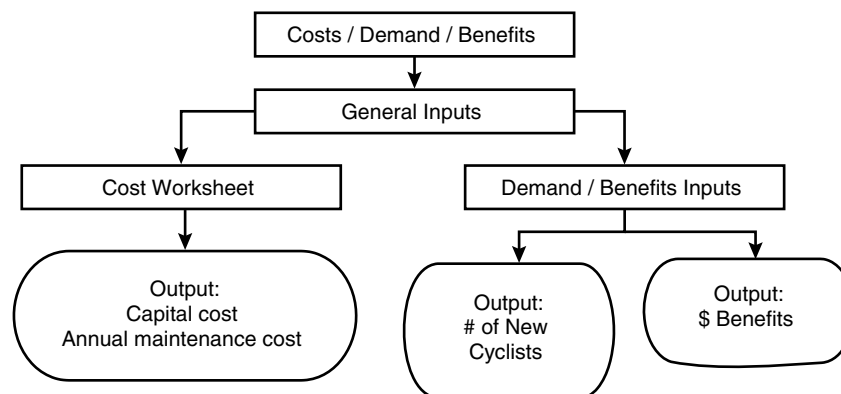 Costs / Demand / Benefits
General Inputs
Cost Worksheet
Demand / Benefits Inputs
Output:
Capital cost
Annual maintenance cost
Output:
# of New
Cyclists
Output:
$ Benefits